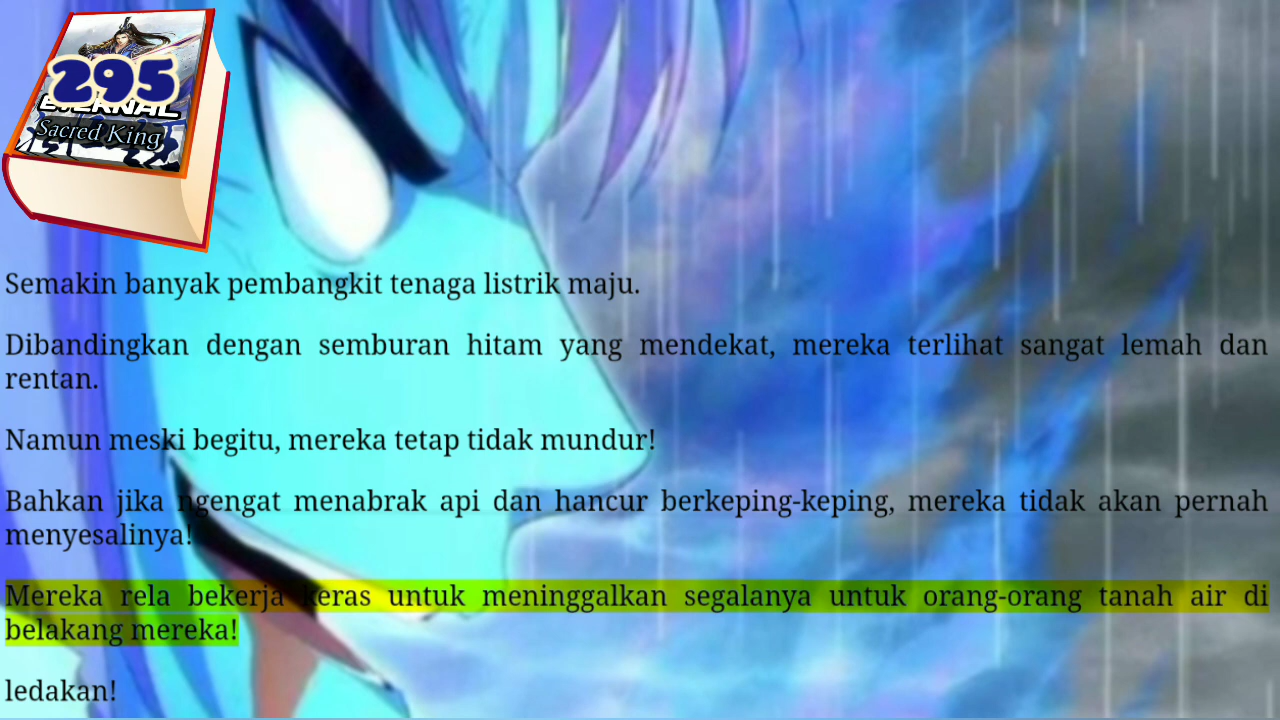 295
ETERNAL
Sacred King
Semakin banyak pembangkit tenaga listrik maju.
Dibandingkan dengan semburan hitam yang mendekat, mereka terlihat sangat lemah dan
rentan.
Namun meski begitu, mereka tetap tidak mundur!
Bahkan jika ngengat menabrak api dan hancur berkeping-keping, mereka tidak akan pernah
menyesalinya!
Mereka rela bekerja keras untuk meninggalkan segalanya untuk orang-orang tanah air di
belakang mereka!
ledakan!